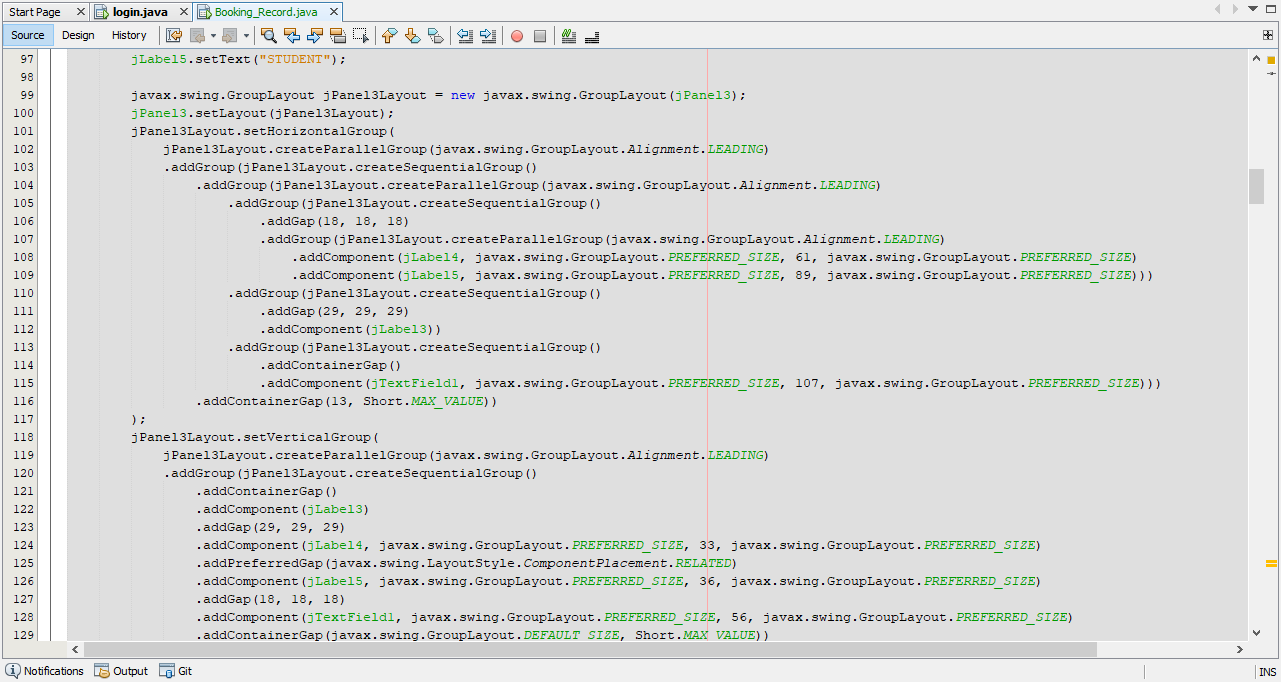 Start Page
login.java
Booking_Record.java
Source
Design
History
97 jLabel5.setText("STUDENT");
98
99 javax.swing.GroupLayout jPanel3Layout = new javax.swing.GroupLayout(jPanel3);
100 jPanel3.setLayout(jPanel3Layout);
101 jPanel3Layout.setHorizontalGroup(
102 jPanel3Layout.createParallelGroup(javax.swing.GroupLayout.Alignment.LEADING)
103 .addGroup(jPanel3Layout.createSequentialGroup()
104 .addGroup(jPanel3Layout.createParallelGroup(javax.swing.GroupLayout.Alignment.LEADING)
105 .addGroup(jPanel3Layout.createSequentialGroup()
106 .addGap(18, 18, 18)
107 .addGroup(jPanel3Layout.createParallelGroup(javax.swing.GroupLayout.Alignment.LEADING)
108 .addComponent(jLabel4, javax.swing.GroupLayout.PREFERRED_SIZE, 61, javax.swing.GroupLayout.PREFERRED_SIZE)
109 .addComponent(jLabel5, javax.swing.GroupLayout.PREFERRED_SIZE, 89, javax.swing.GroupLayout.PREFERRED_SIZE)))
110 .addGroup(jPanel3Layout.createSequentialGroup()
111 .addGap(29, 29, 29)
112 .addComponent(jLabel3))
113 .addGroup(jPanel3Layout.createSequentialGroup()
114 .addContainerGap()
115 .addComponent(jTextField1, javax.swing.GroupLayout.PREFERRED_SIZE, 107, javax.swing.GroupLayout.PREFERRED_SIZE)))
116 .addContainerGap(13, Short.MAX_VALUE))
117 );
118 jPanel3Layout.setVerticalGroup(
119 jPanel3Layout.createParallelGroup(javax.swing.GroupLayout.Alignment.LEADING)
120 .addGroup(jPanel3Layout.createSequentialGroup()
121 .addContainerGap()
122 .addComponent(jLabel3)
123 .addGap(29, 29, 29)
124 .addComponent(jLabel4, javax.swing.GroupLayout.PREFERRED_SIZE, 33, javax.swing.GroupLayout.PREFERRED_SIZE)
125 .addPreferredGap(javax.swing.LayoutStyle.ComponentPlacement.RELATED)
126 .addComponent(jLabel5, javax.swing.GroupLayout.PREFERRED_SIZE, 36, javax.swing.GroupLayout.PREFERRED_SIZE)
127 .addGap(18, 18, 18)
128 .addComponent(jTextField1, javax.swing.GroupLayout.PREFERRED_SIZE, 56, javax.swing.GroupLayout.PREFERRED_SIZE)
129 .addContainerGap(javax.swing.GroupLayout.DEFAULT_SIZE, Short.MAX_VALUE))
Notifications
Output
Git
INS